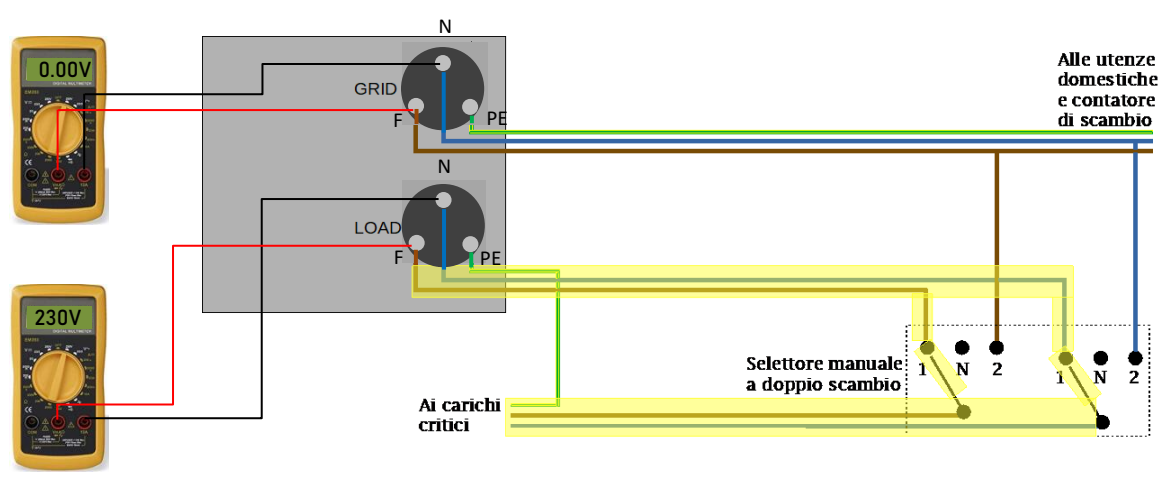 N
0.00V
GRID
F
PE
Alle utenze
domestiche
e contatore
di scambio
N
LOAD
F
PE
230V
Selettore manuale
a doppio scambio
1
N
2
1
N
2
Ai carichi
critici